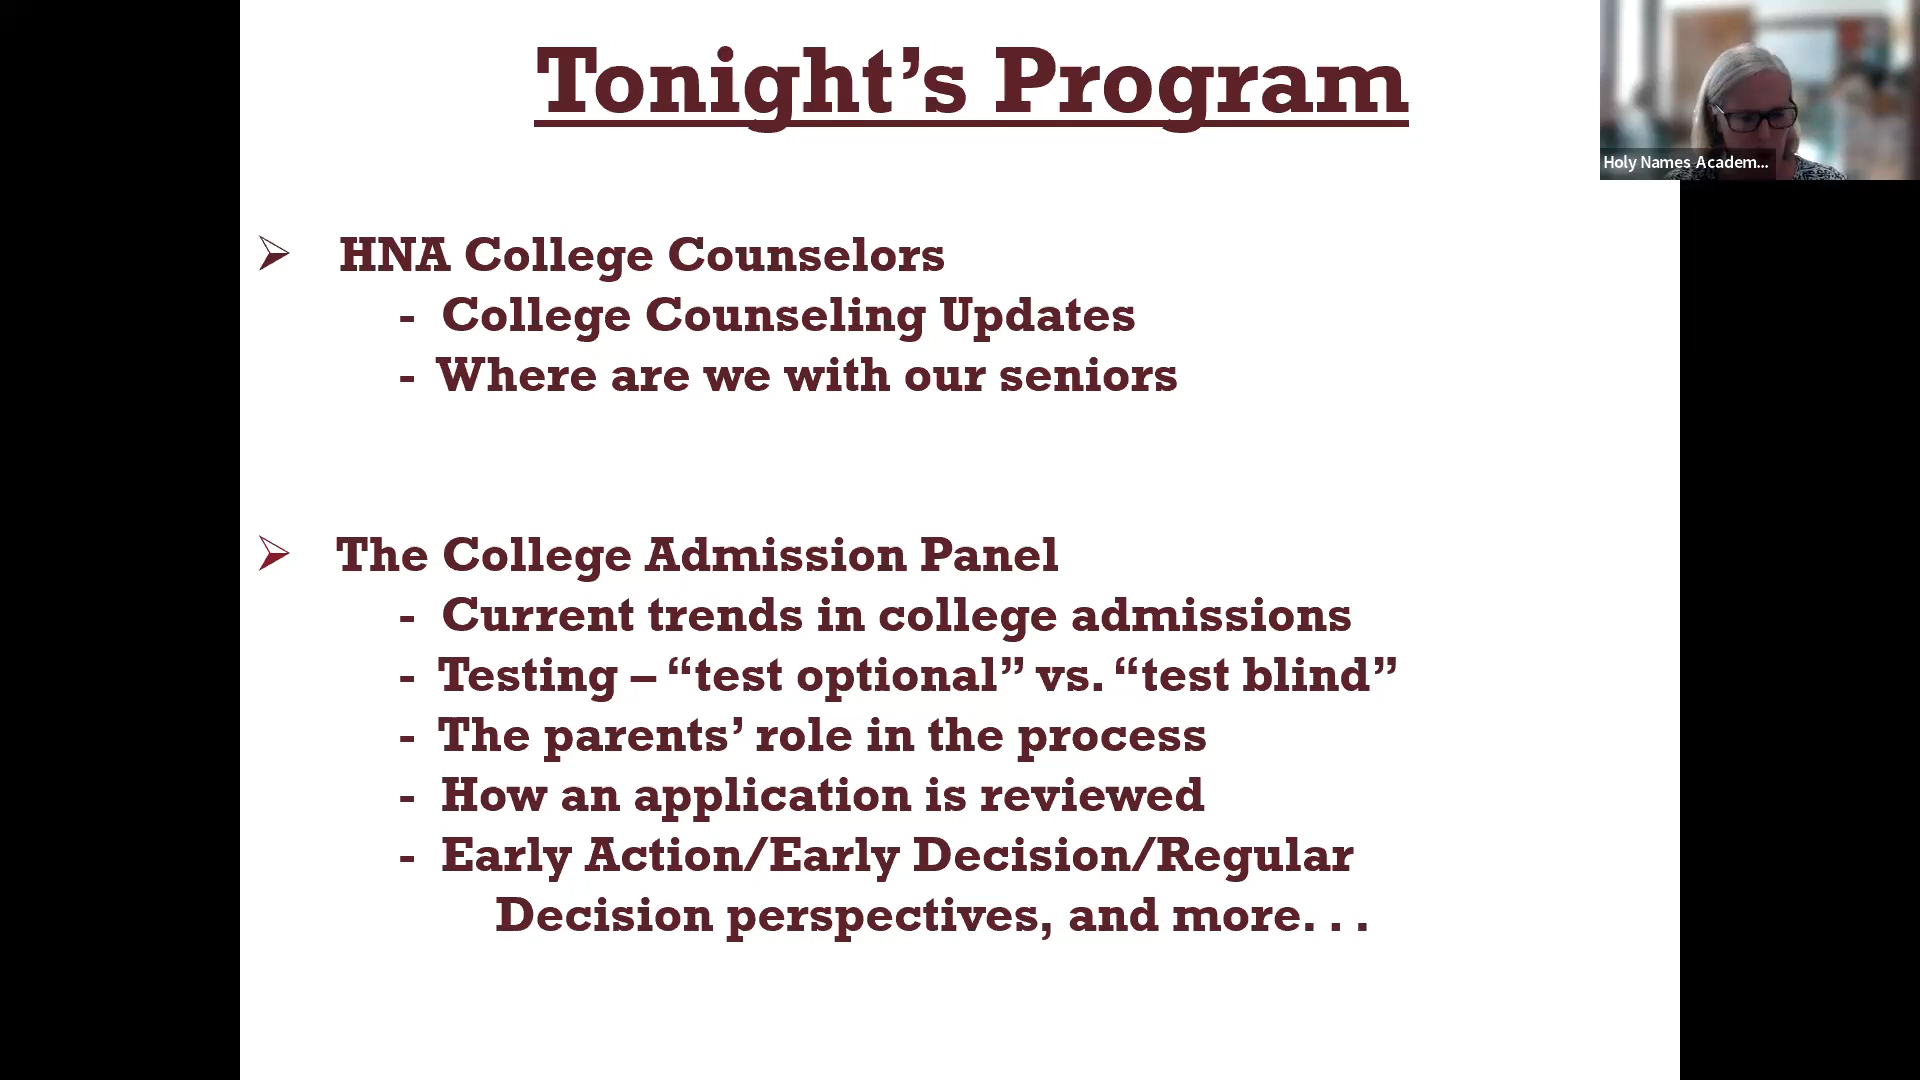 Tonight’s Program
Holy Names Academ...
➢ HNA College Counselors
- College Counseling Updates
- Where are we with our seniors
➢ The College Admission Panel
- Current trends in college admissions
- Testing – “test optional” vs. “test blind”
- The parents’ role in the process
- How an application is reviewed
- Early Action/Early Decision/Regular
Decision perspectives, and more. . .